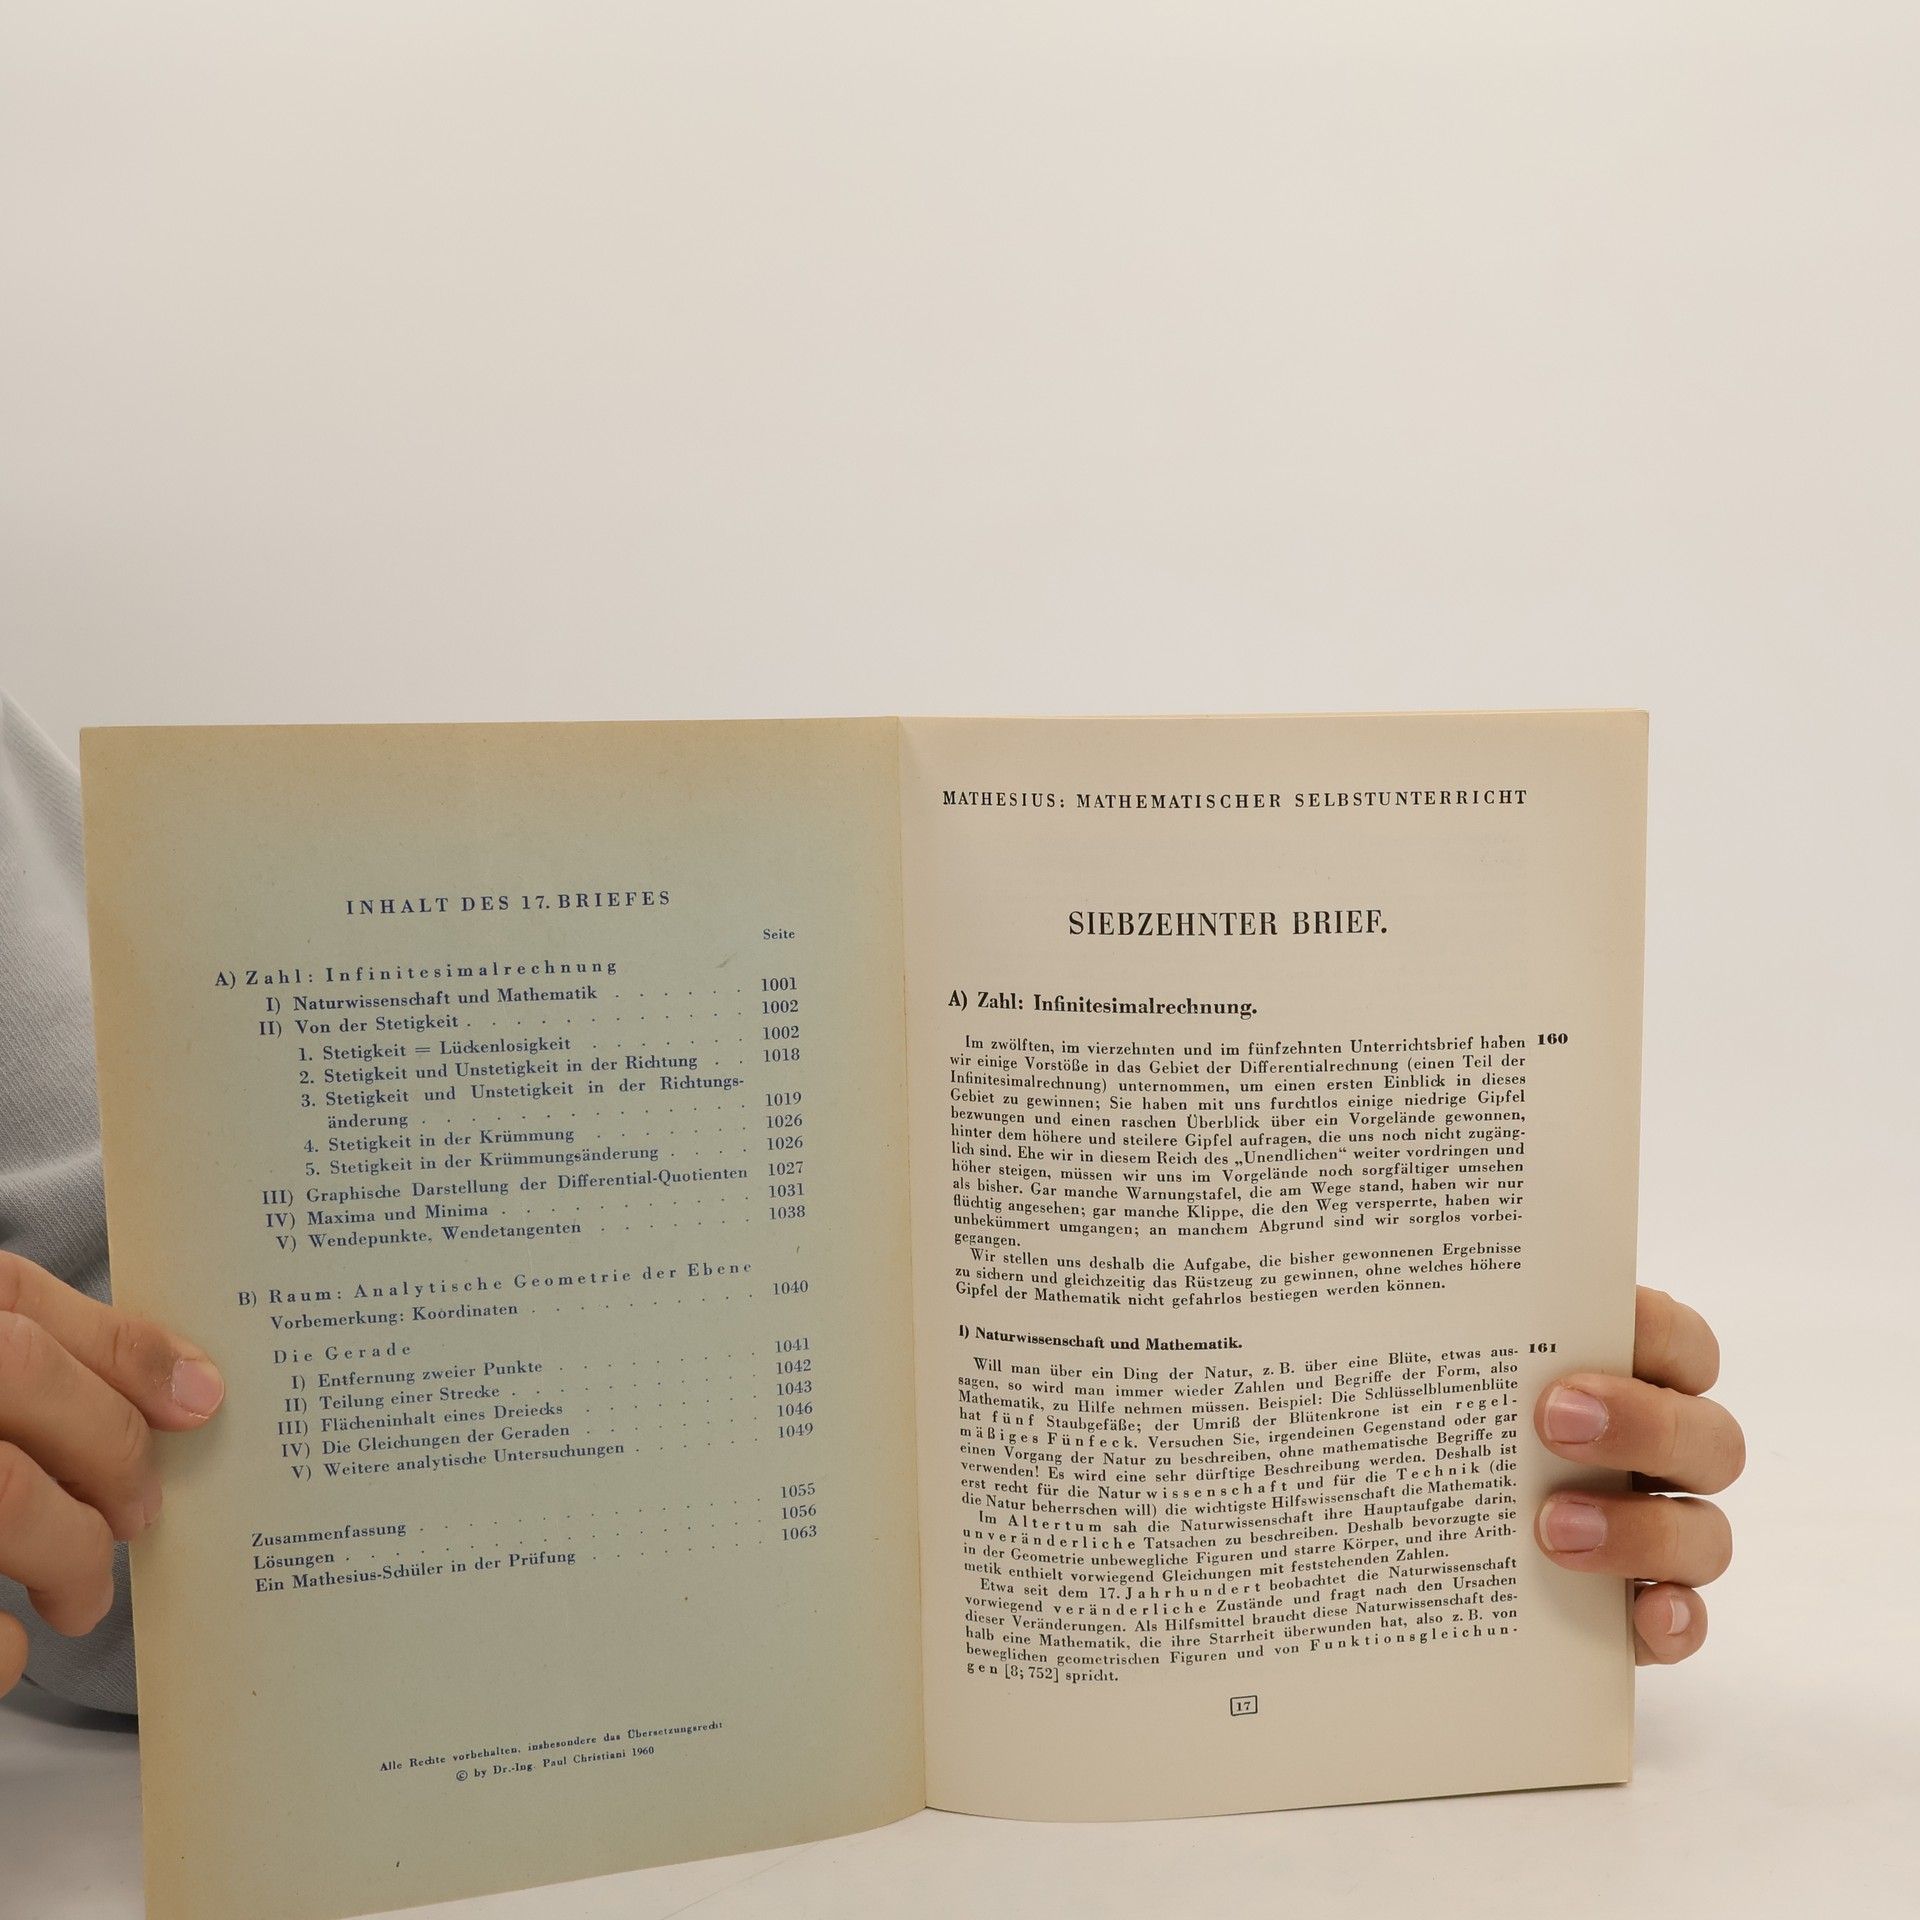 INHALT DES 17. BRIEFES
Seite
A) Zahl: Infinitesimalrechnung
I) Naturwissenschaft und Mathematik . . . . . . 1001
II) Von der Stetigkeit . . . . . . . . . . . 1002
1. Stetigkeit = Lückenlosigkeit . . . . . . . 1002
2. Stetigkeit und Unstetigkeit in der Richtung . . 1018
3. Stetigkeit und Unstetigkeit in der Richtungs-
änderung . . . . . . . . . . . . . 1019
4. Stetigkeit in der Krümmung . . . . . . . 1026
5. Stetigkeit in der Krümmungsänderung . . . . 1026
III) Graphische Darstellung der Differential-Quotienten 1027
IV) Maxima und Minima . . . . . . . . . . 1031
V) Wendepunkte, Wendetangenten . . . . . . 1038
B) Raum: Analytische Geometrie der Ebene
Vorbemerkung: Koordinaten . . . . . . . . . 1040
Die Gerade
I) Entfernung zweier Punkte . . . . . . . . 1041
II) Teilung einer Strecke . . . . . . . . . . 1042
III) Flächeninhalt eines Dreiecks . . . . . . . 1043
IV) Die Gleichungen der Geraden . . . . . . . 1046
V) Weitere analytische Untersuchungen . . . . . 1049
Zusammenfassung . . . . . . . . . . . . . 1055
Lösungen . . . . . . . . . . . . . . . . 1056
Ein Mathesius-Schüler in der Prüfung . . . . . . . 1063
Alle Rechte vorbehalten, insbesondere das Übersetzungsrecht
© by Dr.-Ing. Paul Christiani 1960
MATHESIUS: MATHEMATISCHER SELBSTUNTERRICHT
SIEBZEHNTER BRIEF.
A) Zahl: Infinitesimalrechnung.
Im zwölften, im vierzehnten und im fünfzehnten Unterrichtsbrief haben 160
wir einige Vorstöße in das Gebiet der Differentialrechnung (einen Teil der
Infinitesimalrechnung) unternommen, um einen ersten Einblick in dieses
Gebiet zu gewinnen; Sie haben mit uns furchtlos einige niedrige Gipfel
bezwungen und einen raschen Überblick über ein Vorgelände gewonnen,
hinter dem höhere und steilere Gipfel aufragen, die uns noch nicht zugäng-
lich sind. Ehe wir in diesem Reich des „Unendlichen“ weiter vordringen und
höher steigen, müssen wir uns im Vorgelände noch sorgfältiger umsehen
als bisher. Gar manche Warnungstafel, die am Wege stand, haben wir nur
flüchtig angesehen; gar manche Klippe, die den Weg versperrte, haben wir
unbekümmert umgangen; an manchem Abgrund sind wir sorglos vorbei-
gegangen.
Wir stellen uns deshalb die Aufgabe, die bisher gewonnenen Ergebnisse
zu sichern und gleichzeitig das Rüstzeug zu gewinnen, ohne welches höhere
Gipfel der Mathematik nicht gefahrlos bestiegen werden können.
I) Naturwissenschaft und Mathematik.
Will man über ein Ding der Natur, z. B. über eine Blüte, etwas aus- 161
sagen, so wird man immer wieder Zahlen und Begriffe der Form, also
Mathematik, zu Hilfe nehmen müssen. Beispiel: Die Schlüsselblumenblüte
hat fünf Staubgefäße; der Umriß der Blütenkrone ist ein regel-
mäßiges Fünfeck. Versuchen Sie, irgendeinen Gegenstand oder gar
einen Vorgang der Natur zu beschreiben, ohne mathematische Begriffe zu
verwenden! Es wird eine sehr dürftige Beschreibung werden. Deshalb ist
erst recht für die Naturwissenschaft und für die Technik (die
die Natur beherrschen will) die wichtigste Hilfswissenschaft die Mathematik.
Im Altertum sah die Naturwissenschaft ihre Hauptaufgabe darin,
unveränderliche Tatsachen zu beschreiben. Deshalb bevorzugte sie
in der Geometrie unbewegliche Figuren und starre Körper, und ihre Arith-
metik enthielt vorwiegend Gleichungen mit feststehenden Zahlen.
Etwa seit dem 17. Jahrhundert beobachtet die Naturwissenschaft
vorwiegend veränderliche Zustände und fragt nach den Ursachen
dieser Veränderungen. Als Hilfsmittel braucht diese Naturwissenschaft des-
halb eine Mathematik, die ihre Starrheit überwunden hat, also z. B. von
beweglichen geometrischen Figuren und von Funktionsgleichun-
gen [8; 752] spricht.
17